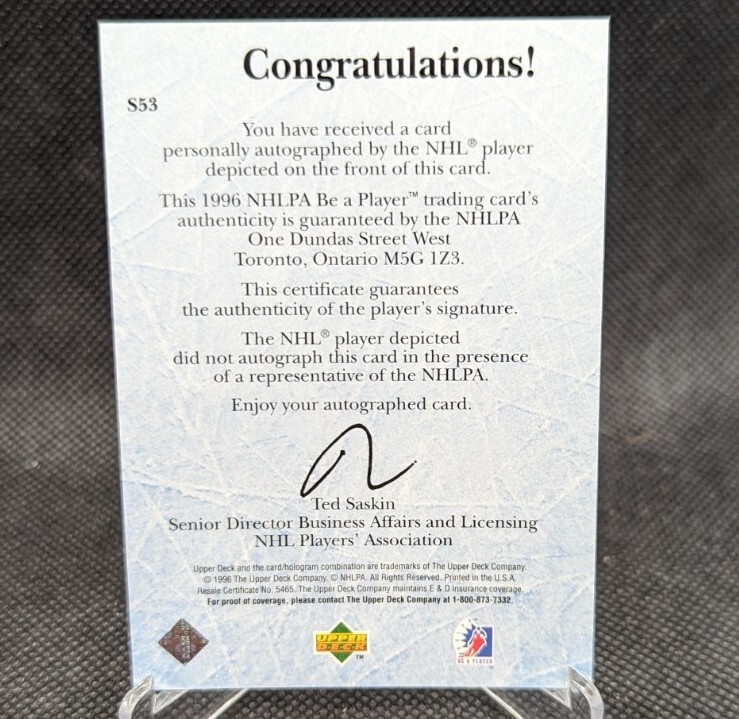 Congratulations!
S53
You have received a card
personally autographed by the NHL® player
depicted on the front of this card.
This 1996 NHLPA Be a Player™ trading card's
authenticity is guaranteed by the NHLPA
One Dundas Street West
Toronto, Ontario M5G 1Z3.
This certificate guarantees
the authenticity of the player's signature.
The NHL® player depicted
did not autograph this card in the presence
of a representative of the NHLPA.
Enjoy your autographed card.
Ted Saskin
Senior Director Business Affairs and Licensing
NHL Players' Association
Upper Deck and the card/hologram combination are trademarks of The Upper Deck Company.
© 1996 The Upper Deck Company. © NHLPA. All Rights Reserved. Printed in the U.S.A.
Resale Certificate No. 5465. The Upper Deck Company maintains E & O insurance coverage.
For proof of coverage, please contact The Upper Deck Company at 1-800-873-7332.
UPPER
DECK
™
BE A PLAYER